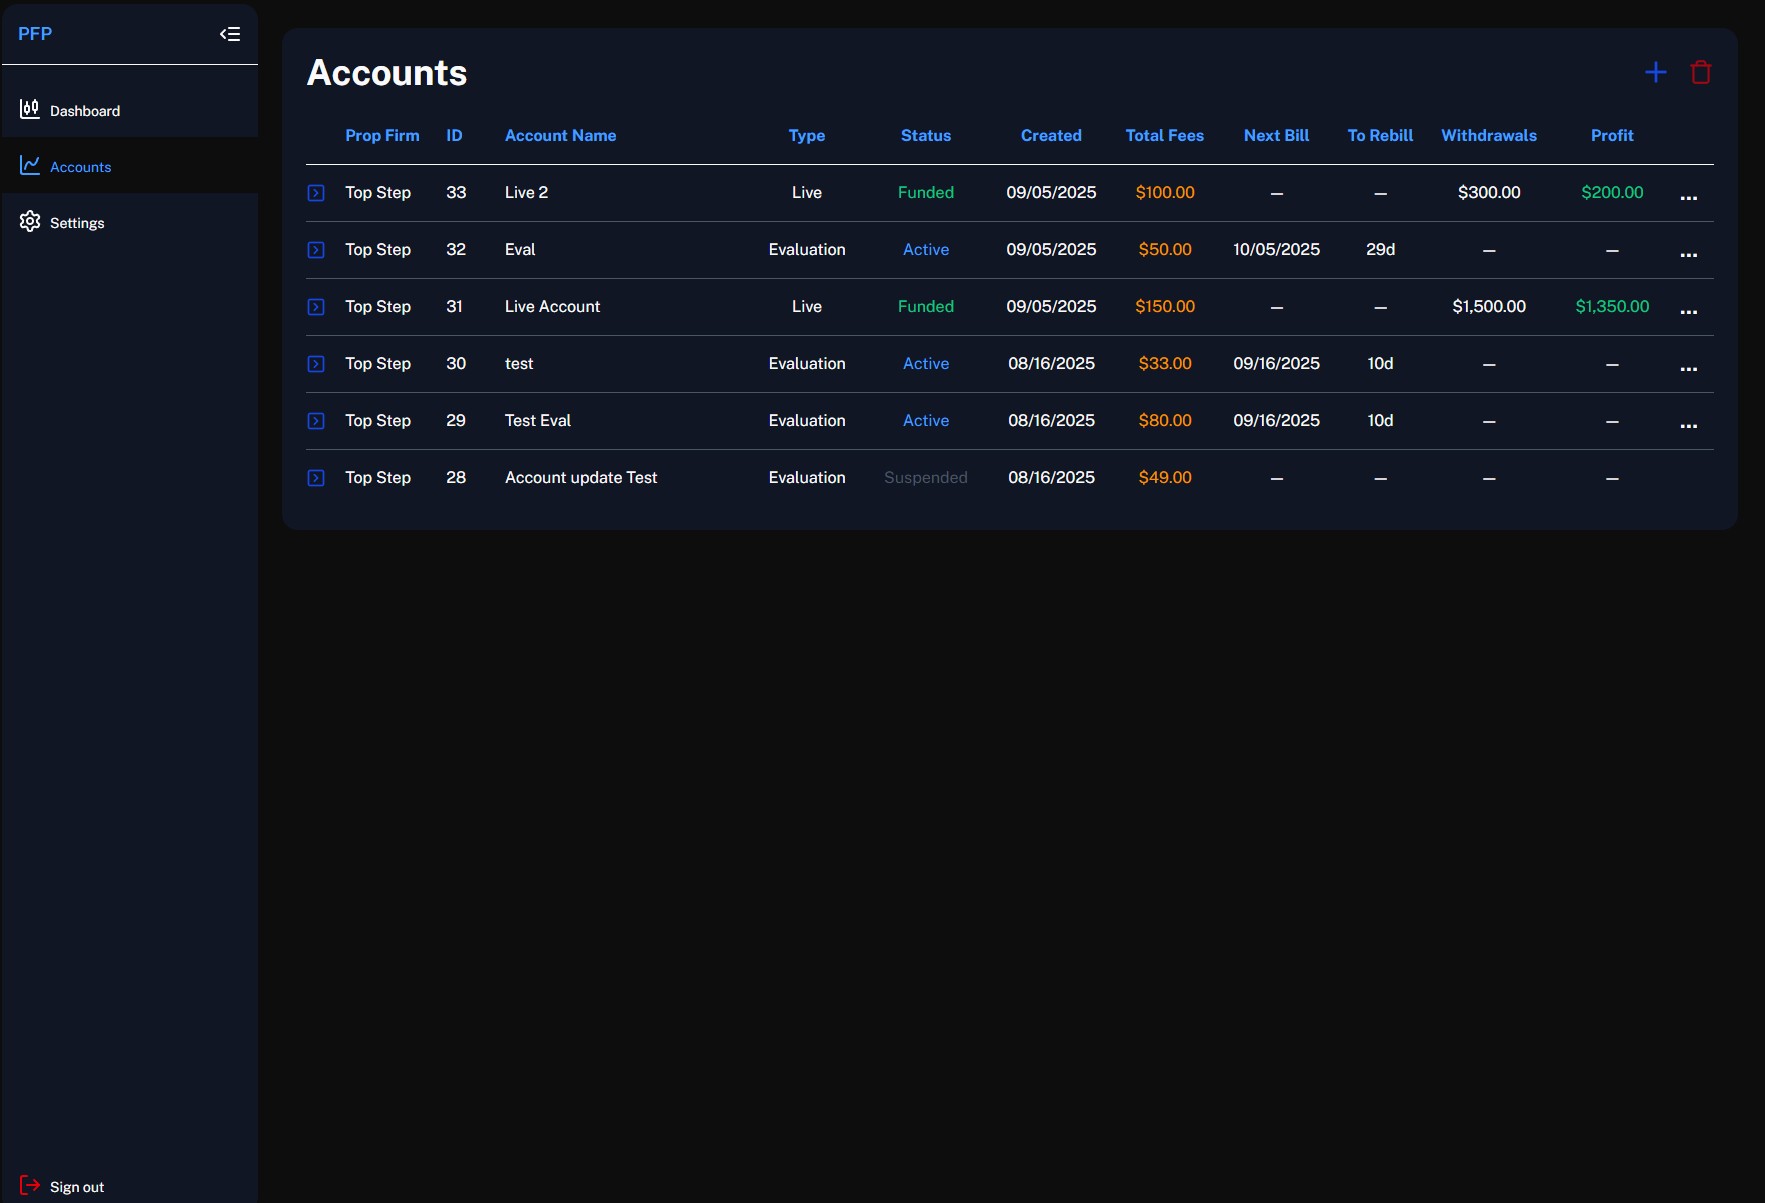 PFP
Dashboard
Accounts
Settings
Sign out
Accounts
Prop Firm ID Account Name Type Status Created Total Fees Next Bill To Rebill Withdrawals Profit
Top Step 33 Live 2 Live Funded 09/05/2025 $100.00 — — $300.00 $200.00 ...
Top Step 32 Eval Evaluation Active 09/05/2025 $50.00 10/05/2025 29d — — ...
Top Step 31 Live Account Live Funded 09/05/2025 $150.00 — — $1,500.00 $1,350.00 ...
Top Step 30 test Evaluation Active 08/16/2025 $33.00 09/16/2025 10d — — ...
Top Step 29 Test Eval Evaluation Active 08/16/2025 $80.00 09/16/2025 10d — — ...
Top Step 28 Account update Test Evaluation Suspended 08/16/2025 $49.00 — — — —